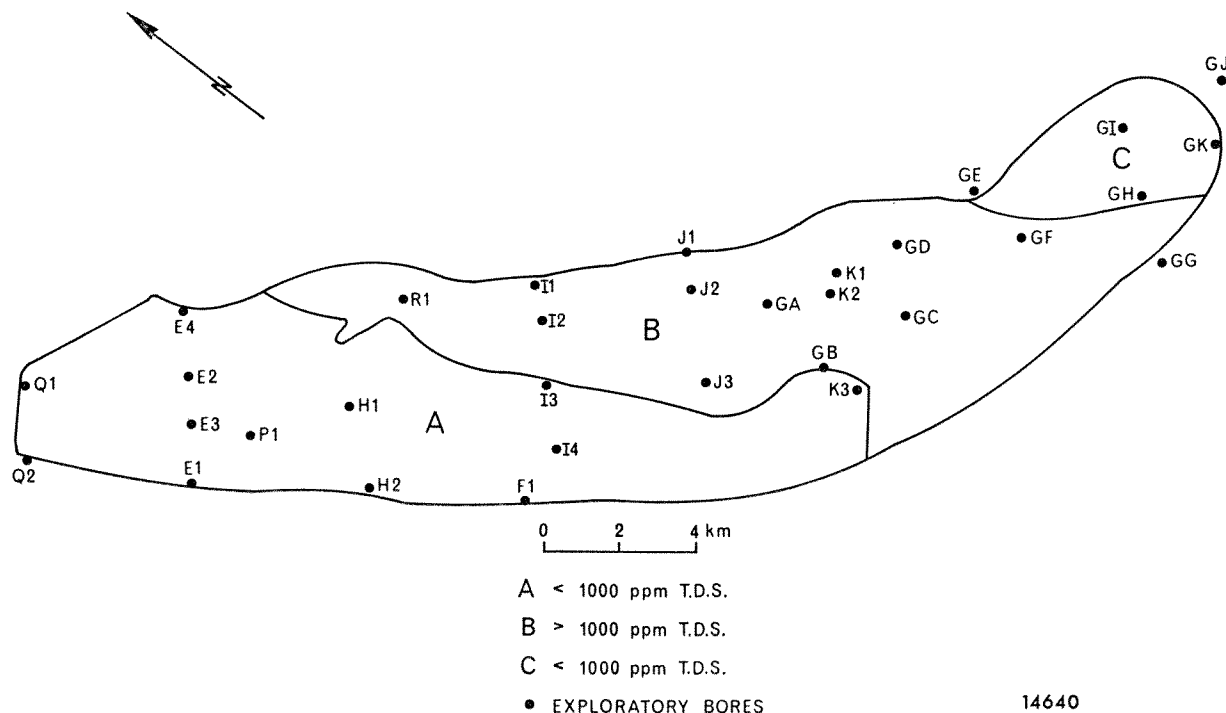 N
GJ
GI
GK
C
GE
GH
GF
GD
J1
GG
K1
I1
J2
K2
R1
GA
E4
I2
B
GC
GB
Q1
E2
J3
I3
K3
H1
A
E3
P1
I4
Q2
E1
H2
F1
0 2 4 km
A < 1000 ppm T.D.S.
B > 1000 ppm T.D.S.
C < 1000 ppm T.D.S.
● EXPLORATORY BORES
14640